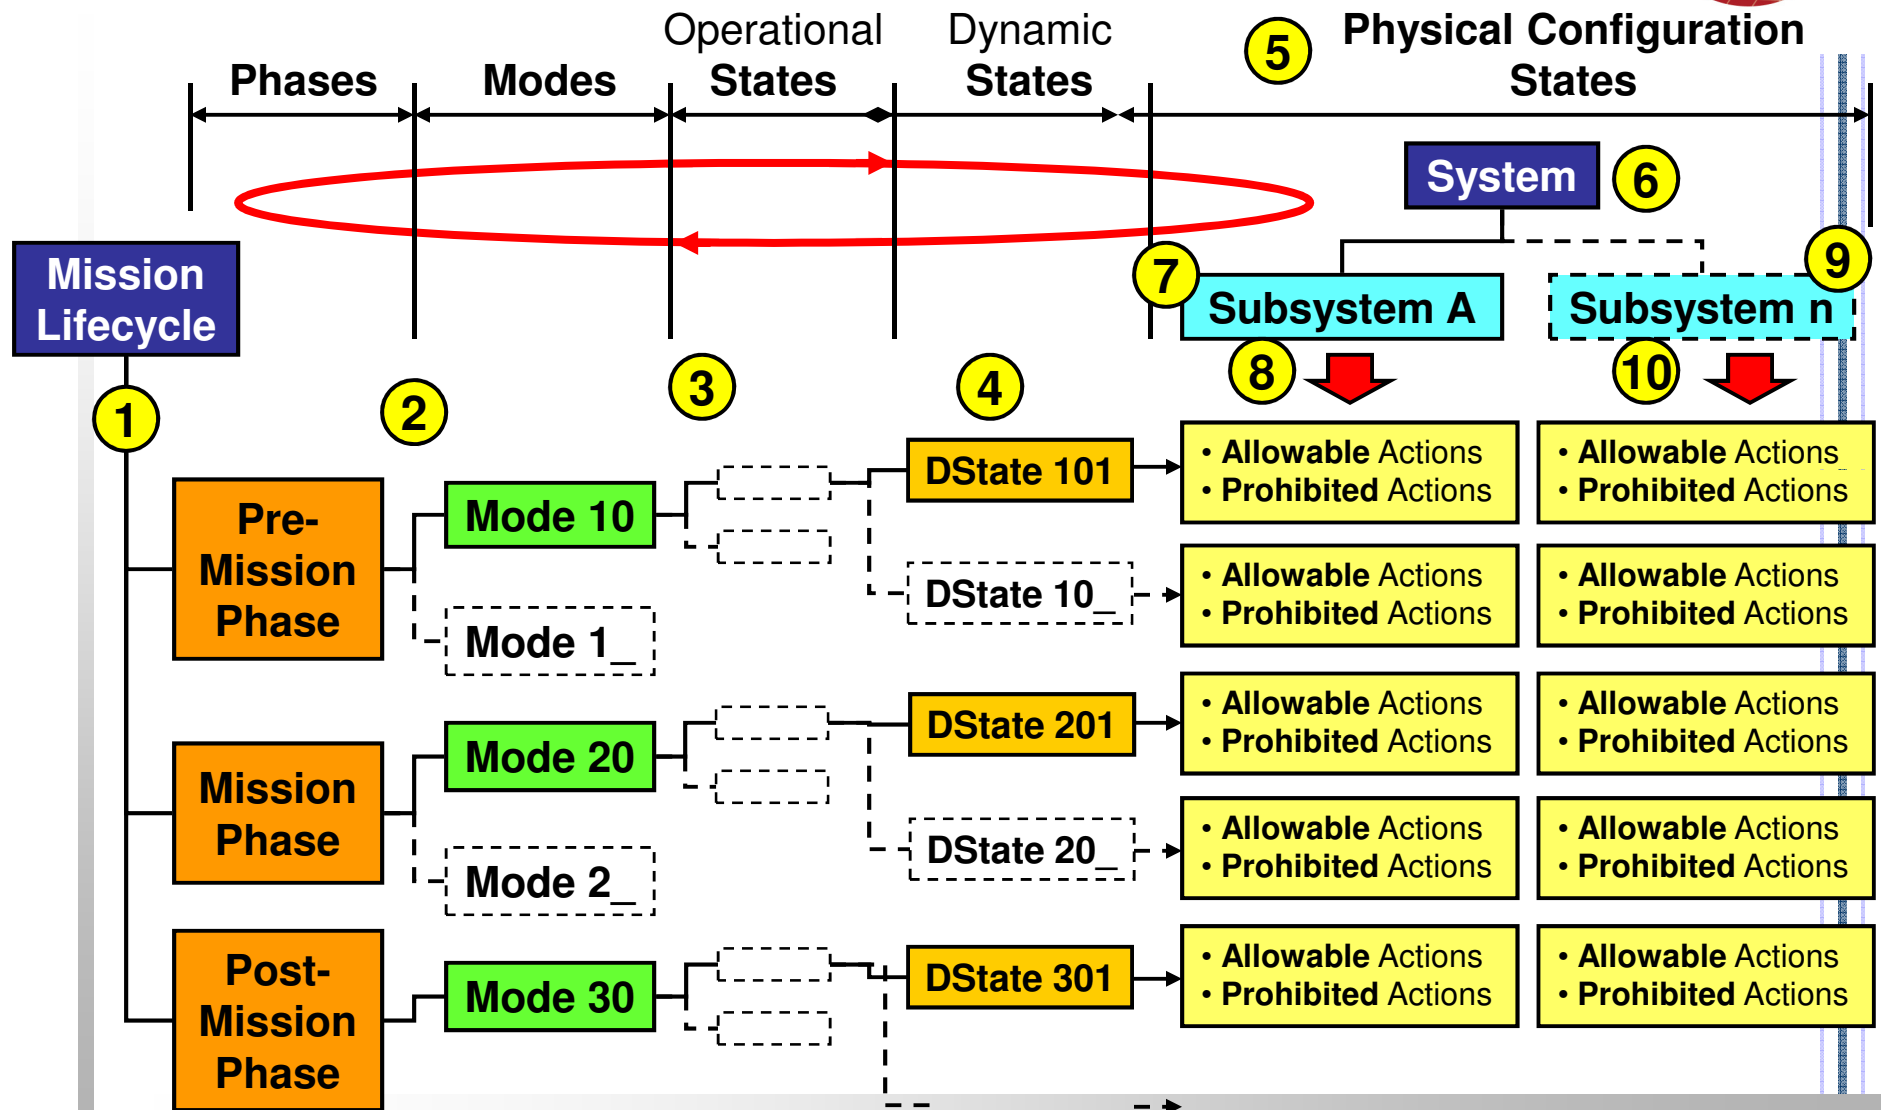 Operational
Dynamic
5
Physical Configuration
Phases
Modes
States
States
States
System
6
Mission
Lifecycle
7
Subsystem A
9
Subsystem n
1
2
3
4
8
10
Pre-
Mission
Phase
Mode 10
Mode 1_
DState 101
• Allowable Actions
• Prohibited Actions
• Allowable Actions
• Prohibited Actions
DState 10_
• Allowable Actions
• Prohibited Actions
• Allowable Actions
• Prohibited Actions
Mission
Phase
Mode 20
Mode 2_
DState 201
• Allowable Actions
• Prohibited Actions
• Allowable Actions
• Prohibited Actions
DState 20_
• Allowable Actions
• Prohibited Actions
• Allowable Actions
• Prohibited Actions
Post-
Mission
Phase
Mode 30
DState 301
• Allowable Actions
• Prohibited Actions
• Allowable Actions
• Prohibited Actions